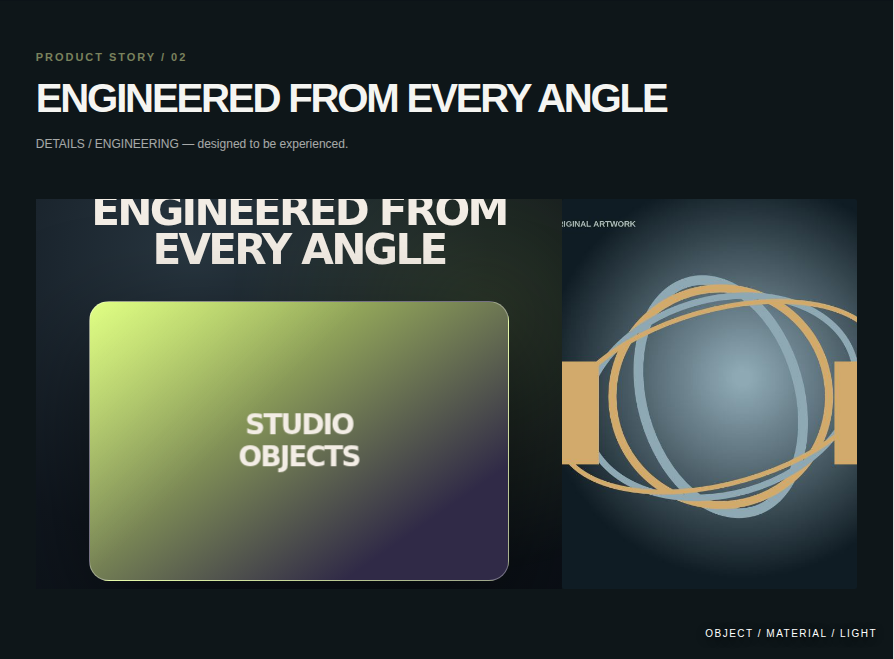 PRODUCT STORY / 02
ENGINEERED FROM EVERY ANGLE
DETAILS / ENGINEERING — designed to be experienced.
ENGINEERED FROM
EVERY ANGLE
STUDIO
OBJECTS
ARTWORK
OBJECT / MATERIAL / LIGHT